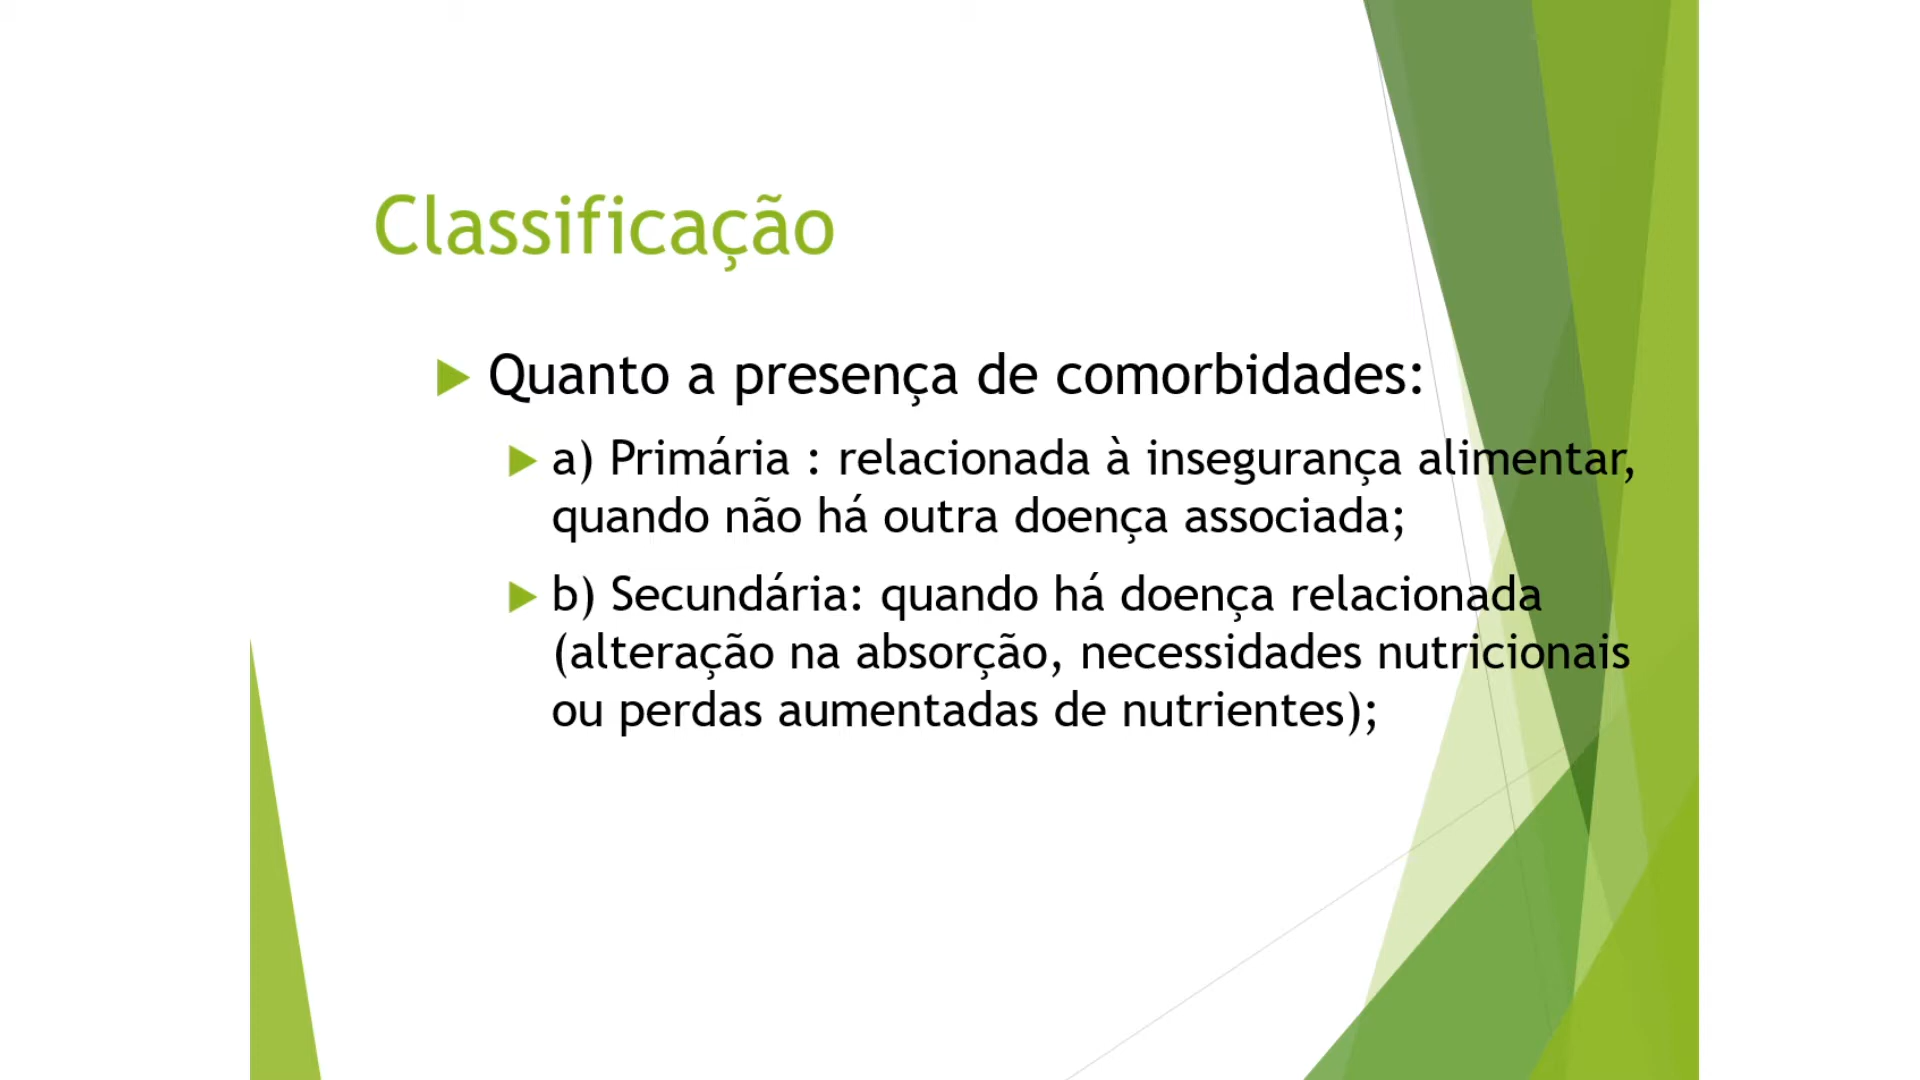 Classificação
Quanto a presença de comorbidades:
a) Primária : relacionada à insegurança alimentar,
quando não há outra doença associada;
b) Secundária: quando há doença relacionada
(alteração na absorção, necessidades nutricionais
ou perdas aumentadas de nutrientes);